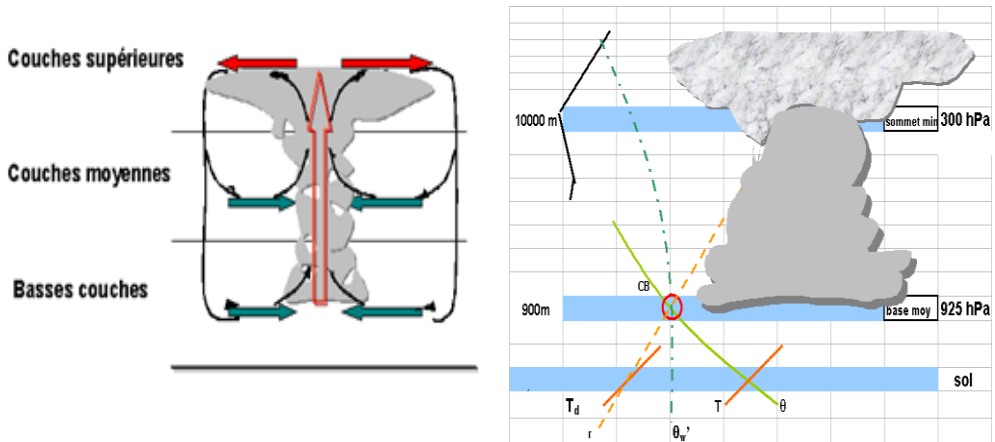 Couches supérieures
Couches moyennes
Basses couches
10000 m
sommet min
300 hPa
CB
900m
base moy
925 hPa
sol
Td
T
θ
r
θw'